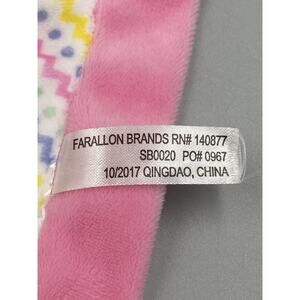 FARALLON BRANDS RN# 140877
SB0020 PO# 0967
10/2017 QINGDAO, CHINA